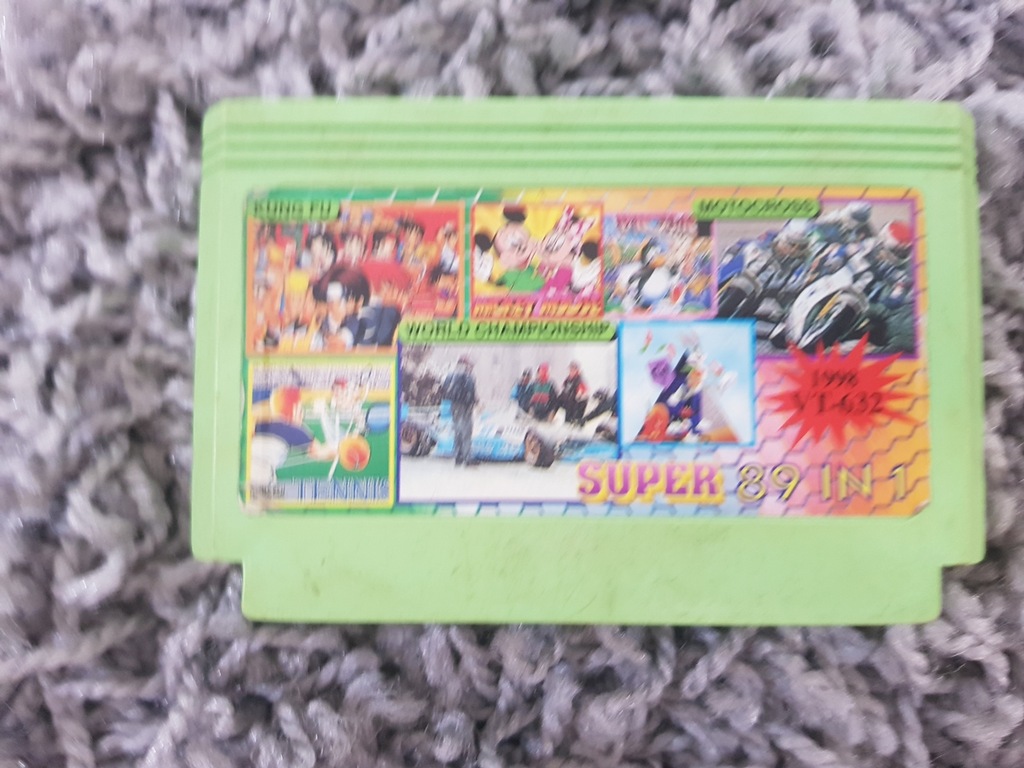 KUNG FU
MOTOCROSS
WORLD CHAMPIONSHIP
1998
VT-632
TENNIS
SUPER 89 IN 1